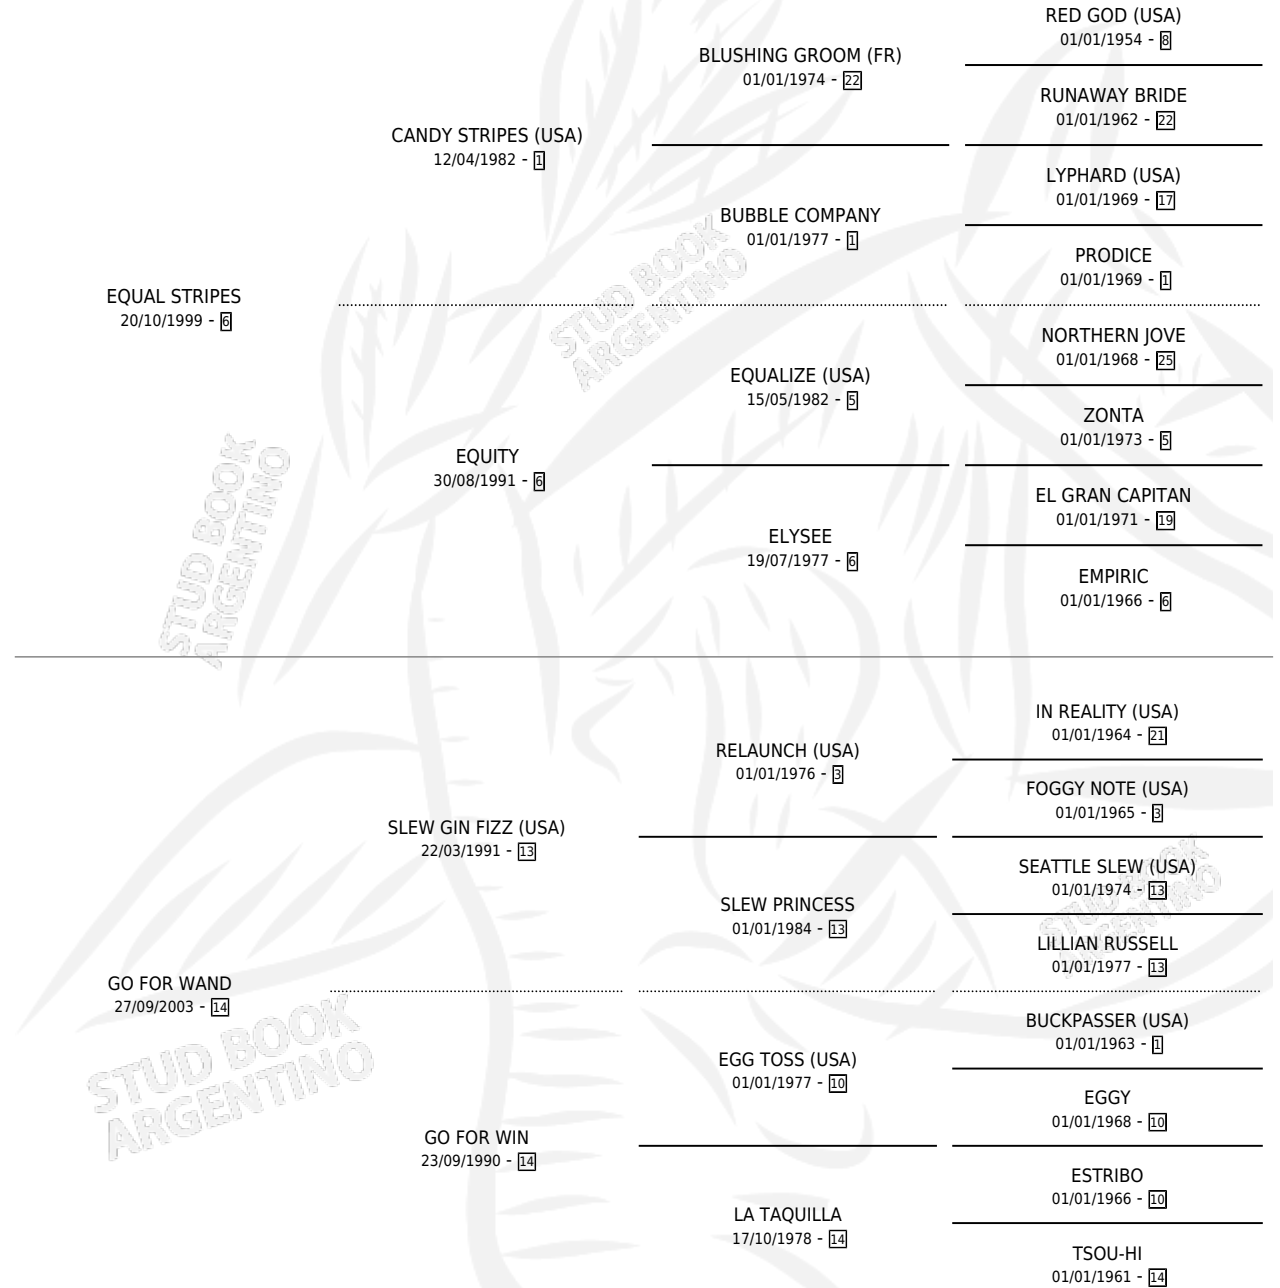 RED GOD (USA)
01/01/1954 - 8
BLUSHING GROOM (FR)
01/01/1974 - 22
RUNAWAY BRIDE
01/01/1962 - 22
CANDY STRIPES (USA)
12/04/1982 - 1
LYPHARD (USA)
01/01/1969 - 17
BUBBLE COMPANY
01/01/1977 - 1
PRODICE
01/01/1969 - 1
EQUAL STRIPES
20/10/1999 - 6
STUD BOOK
ARGENTINO
NORTHERN JOVE
01/01/1968 - 25
EQUALIZE (USA)
15/05/1982 - 5
ZONTA
01/01/1973 - 5
EQUITY
30/08/1991 - 6
EL GRAN CAPITAN
01/01/1971 - 19
ELYSEE
19/07/1977 - 6
EMPIRIC
01/01/1966 - 6
STUD BOOK
ARGENTINO
IN REALITY (USA)
01/01/1964 - 21
RELAUNCH (USA)
01/01/1976 - 3
FOGGY NOTE (USA)
01/01/1965 - 3
SLEW GIN FIZZ (USA)
22/03/1991 - 13
SEATTLE SLEW (USA)
01/01/1974 - 13
SLEW PRINCESS
01/01/1984 - 13
LILLIAN RUSSELL
01/01/1977 - 13
STUD BOOK
ARGENTINO
GO FOR WAND
27/09/2003 - 14
STUD BOOK
ARGENTINO
BUCKPASSER (USA)
01/01/1963 - 1
EGG TOSS (USA)
01/01/1977 - 10
EGGY
01/01/1968 - 10
GO FOR WIN
23/09/1990 - 14
ESTRIBO
01/01/1966 - 10
LA TAQUILLA
17/10/1978 - 14
TSOU-HI
01/01/1961 - 14